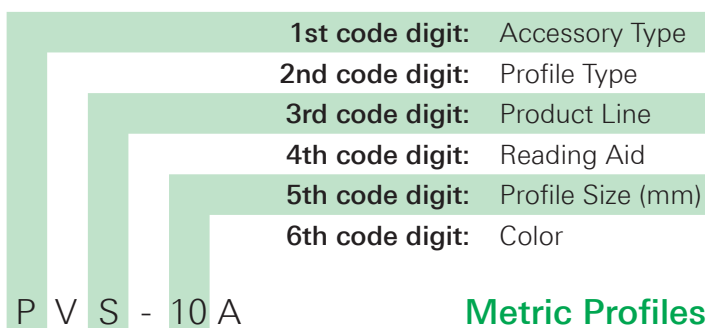 1st code digit: Accessory Type
2nd code digit: Profile Type
3rd code digit: Product Line
4th code digit: Reading Aid
5th code digit: Profile Size (mm)
6th code digit: Color
P V S - 10 A Metric Profiles